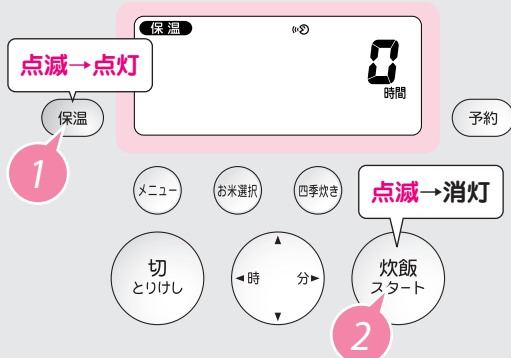 保温
0
時間
点滅→点灯
保温
予約
1
メニュー
お米選択
四季炊き
点滅→消灯
切
とりけし
◀時
分▶
炊飯
スタート
2